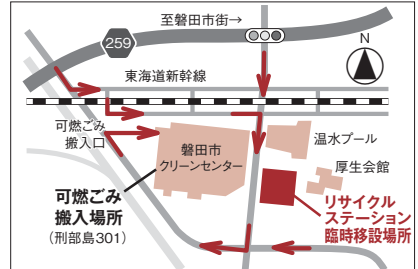 至磐田市街→
259
N
東海道新幹線
可燃ごみ
搬入口
磐田市
クリーンセンター
温水プール
厚生会館
可燃ごみ
搬入場所
(刑部島301)
リサイクル
ステーション
臨時移設場所